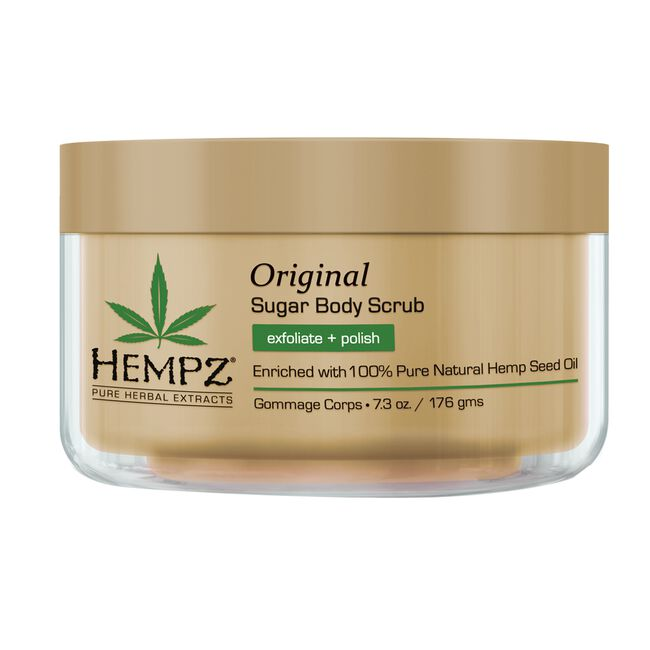 Original
Sugar Body Scrub
exfoliate + polish
HEMPZ®
PURE HERBAL EXTRACTS
Enriched with 100% Pure Natural Hemp Seed Oil
Gommage Corps • 7.3 oz. / 176 gms